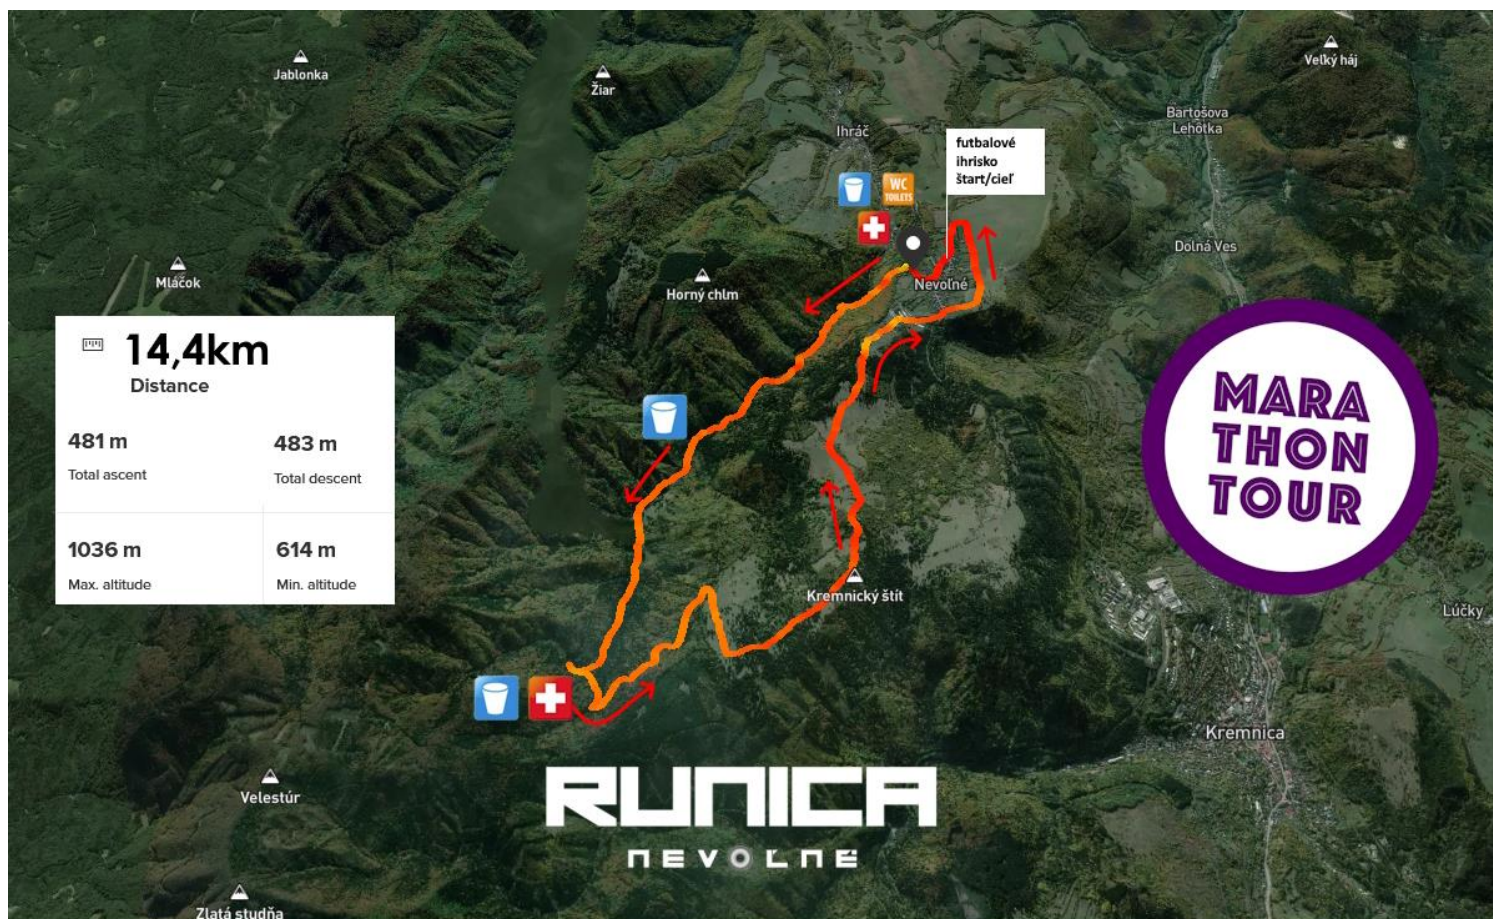 Jablonka
Žiar
Veľký háj
Bartošova
Lehôtka
Ihráč
futbalové
ihrisko
štart/cieľ
WC
TOILETS
Dolná Ves
Mláčok
Horný chlm
Nevoľné
14,4km
Distance
481 m
483 m
Total ascent
Total descent
1036 m
614 m
Max. altitude
Min. altitude
MARA
THON
TOUR
Kremnický štít
Lúčky
Kremnica
Velestúr
RUNICA
NEVOĽNÉ
Zlatá studňa